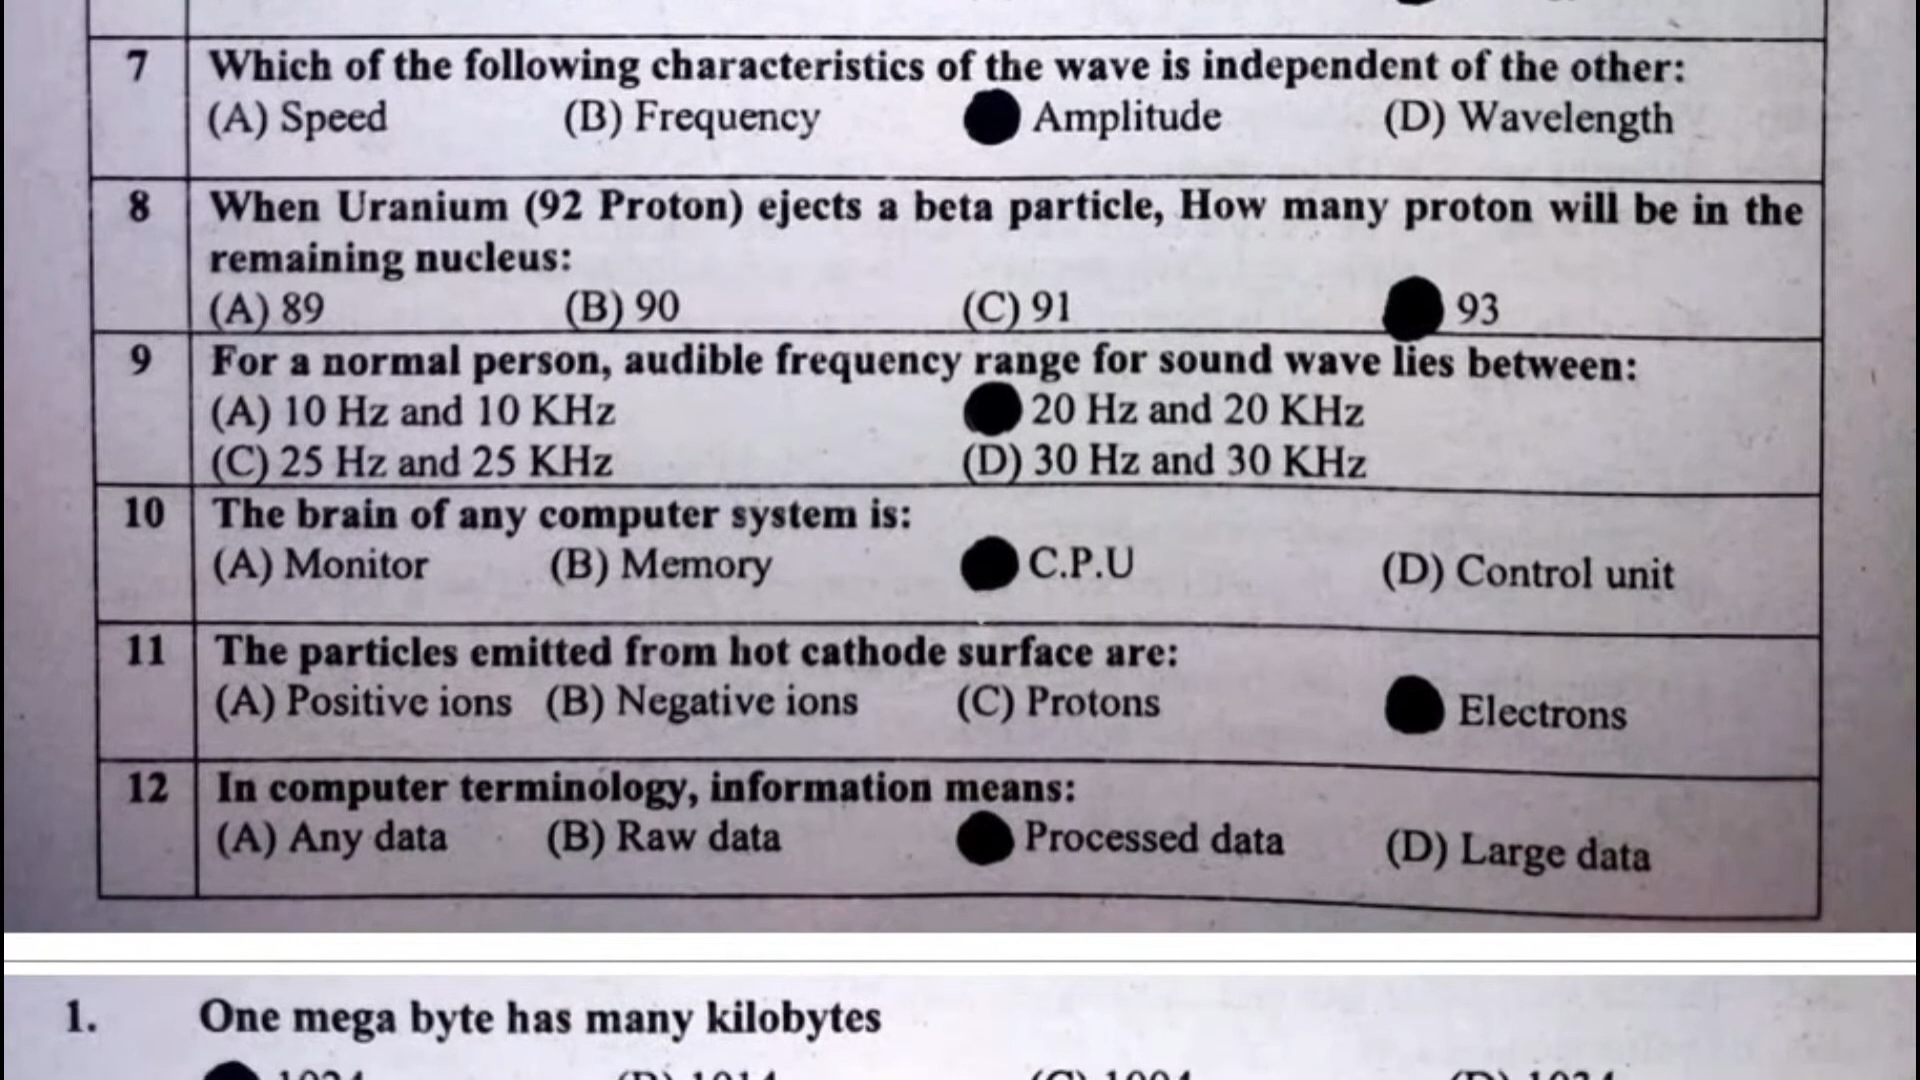 7 Which of the following characteristics of the wave is independent of the other:
(A) Speed (B) Frequency Amplitude (D) Wavelength
8 When Uranium (92 Proton) ejects a beta particle, How many proton will be in the
remaining nucleus:
(A) 89 (B) 90 (C) 91 93
9 For a normal person, audible frequency range for sound wave lies between:
(A) 10 Hz and 10 KHz 20 Hz and 20 KHz
(C) 25 Hz and 25 KHz (D) 30 Hz and 30 KHz
10 The brain of any computer system is:
(A) Monitor (B) Memory C.P.U (D) Control unit
11 The particles emitted from hot cathode surface are:
(A) Positive ions (B) Negative ions (C) Protons Electrons
12 In computer terminology, information means:
(A) Any data (B) Raw data Processed data (D) Large data
1. One mega byte has many kilobytes